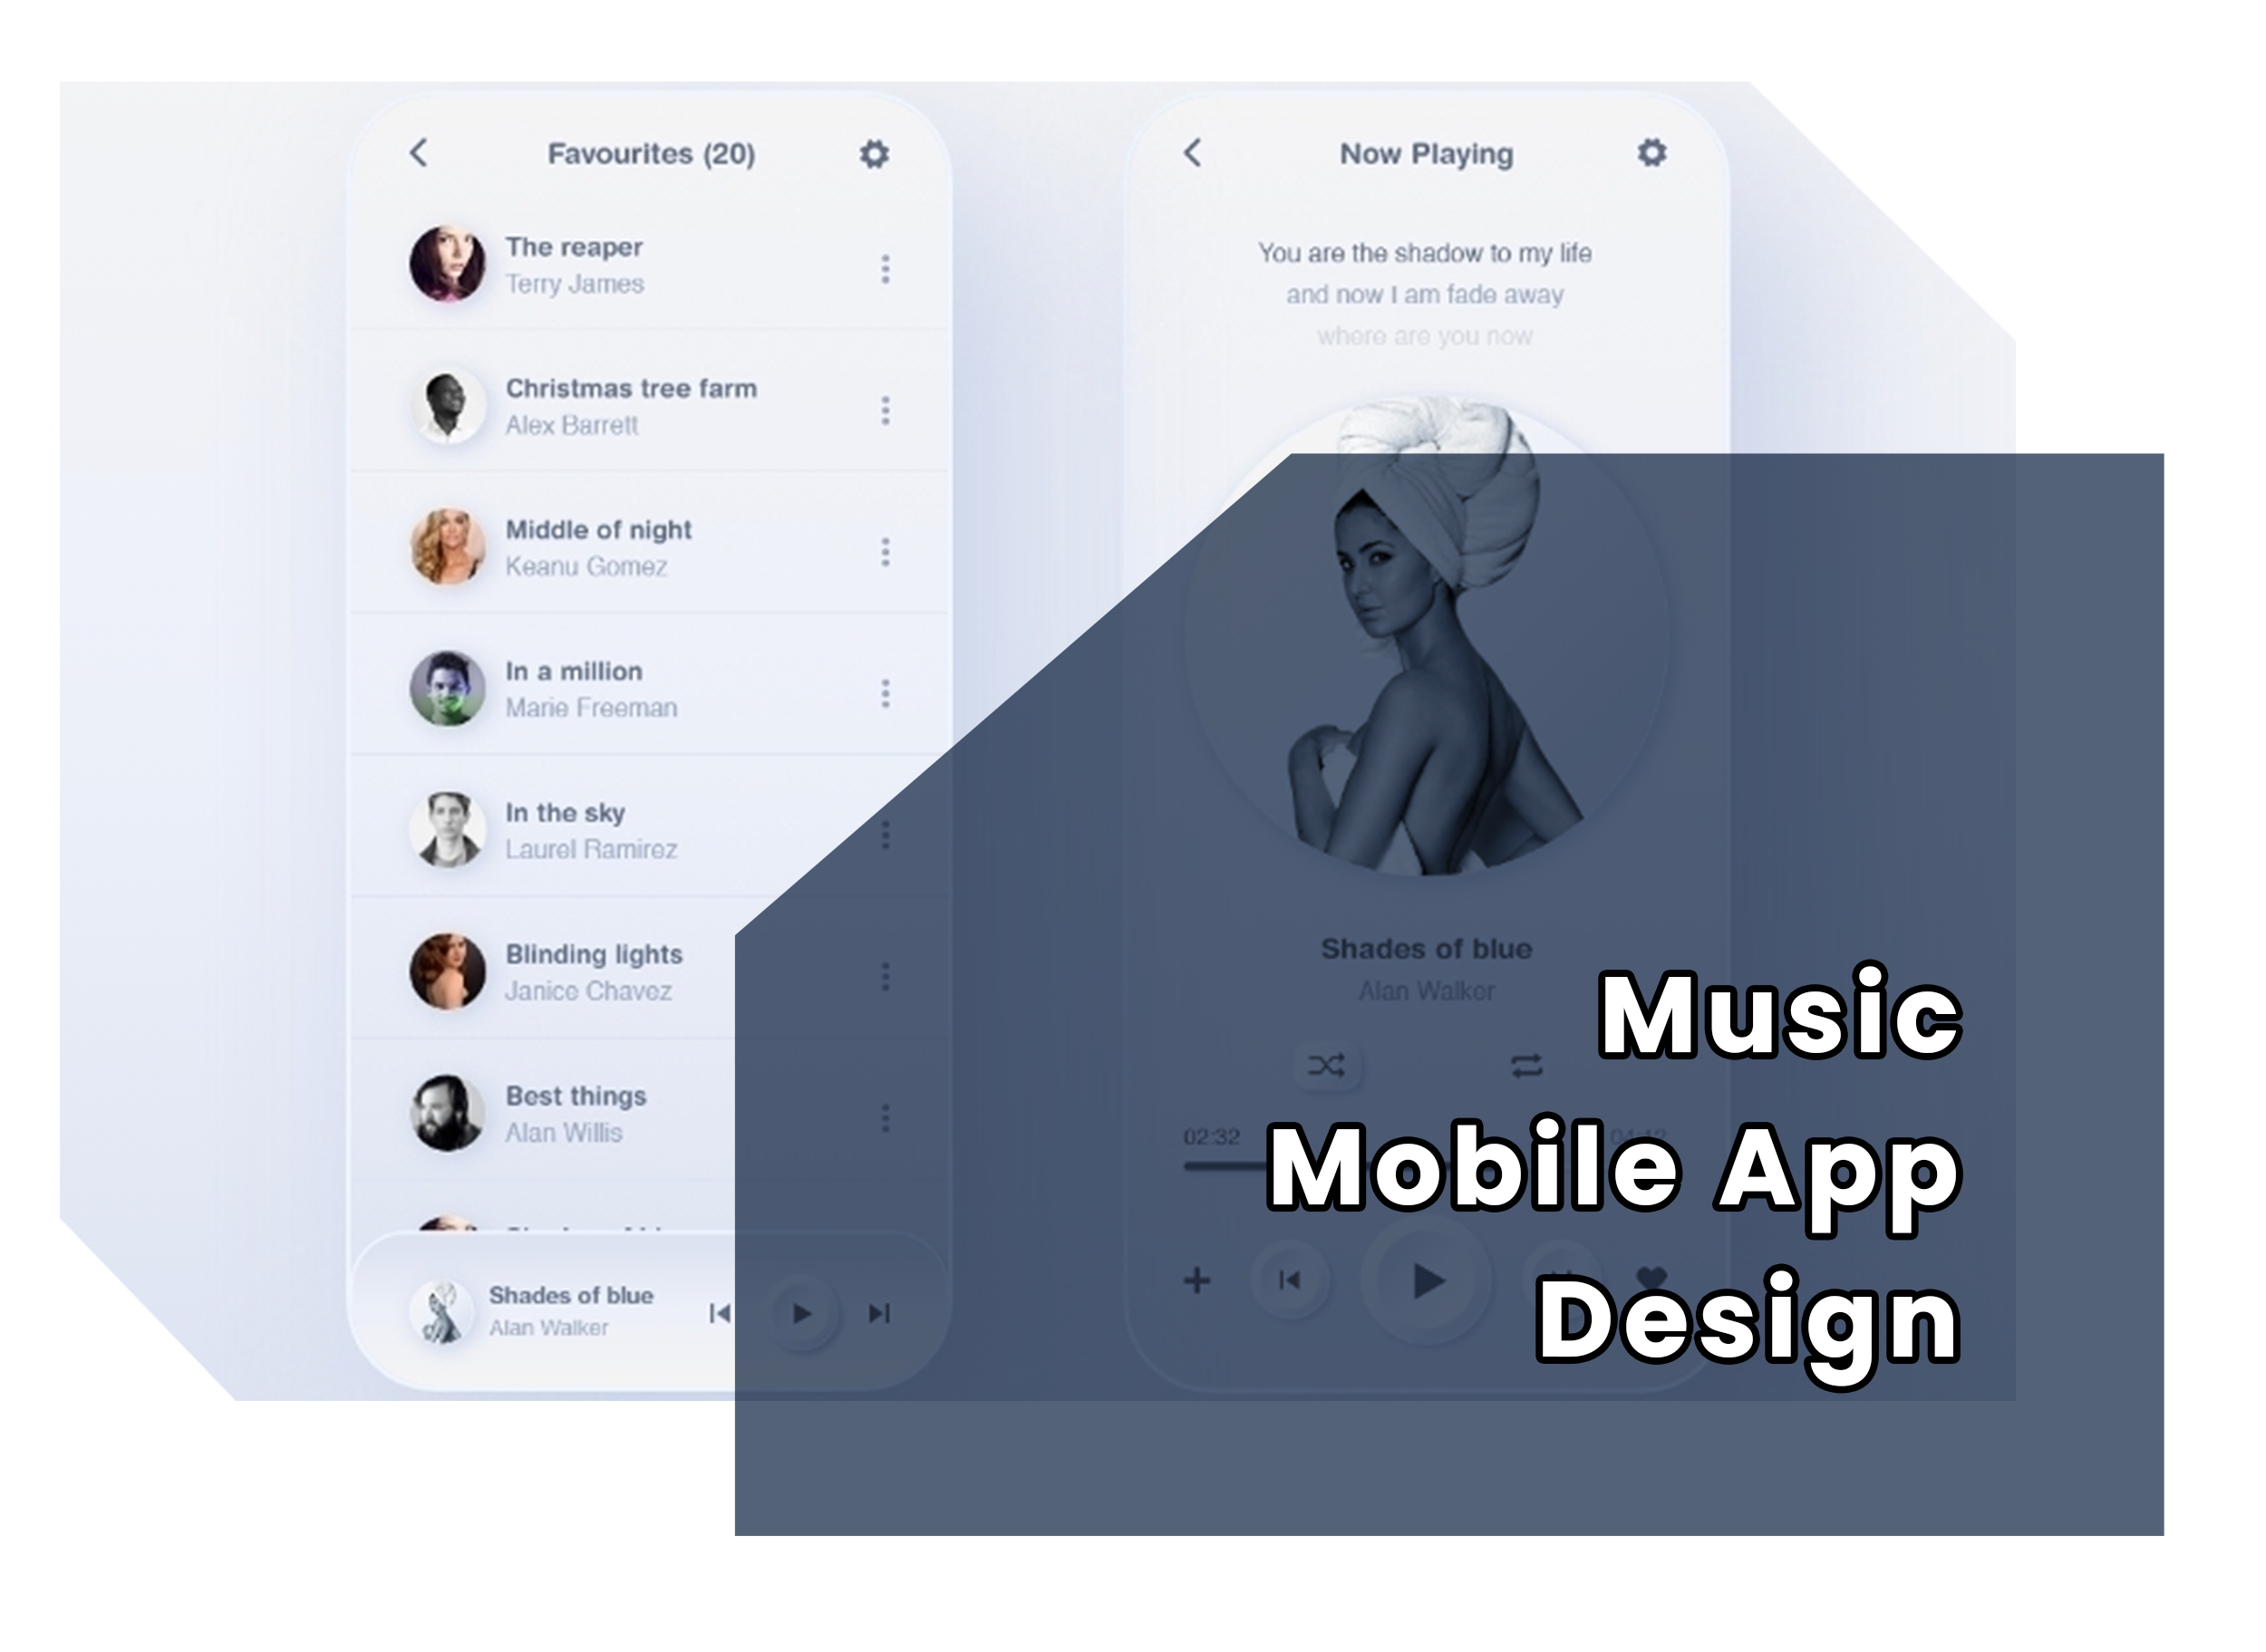 Favourites (20)
The reaper
Terry James
Christmas tree farm
Alex Barrett
Middle of night
Keanu Gomez
In a million
Marie Freeman
In the sky
Laurel Ramirez
Blinding lights
Janice Chavez
Best things
Alan Willis
Shades of blue
Alan Walker
Now Playing
You are the shadow to my life
and now I am fade away
where are you now
Shades of blue
Alan Walker
02:32
Music
Mobile App
Design